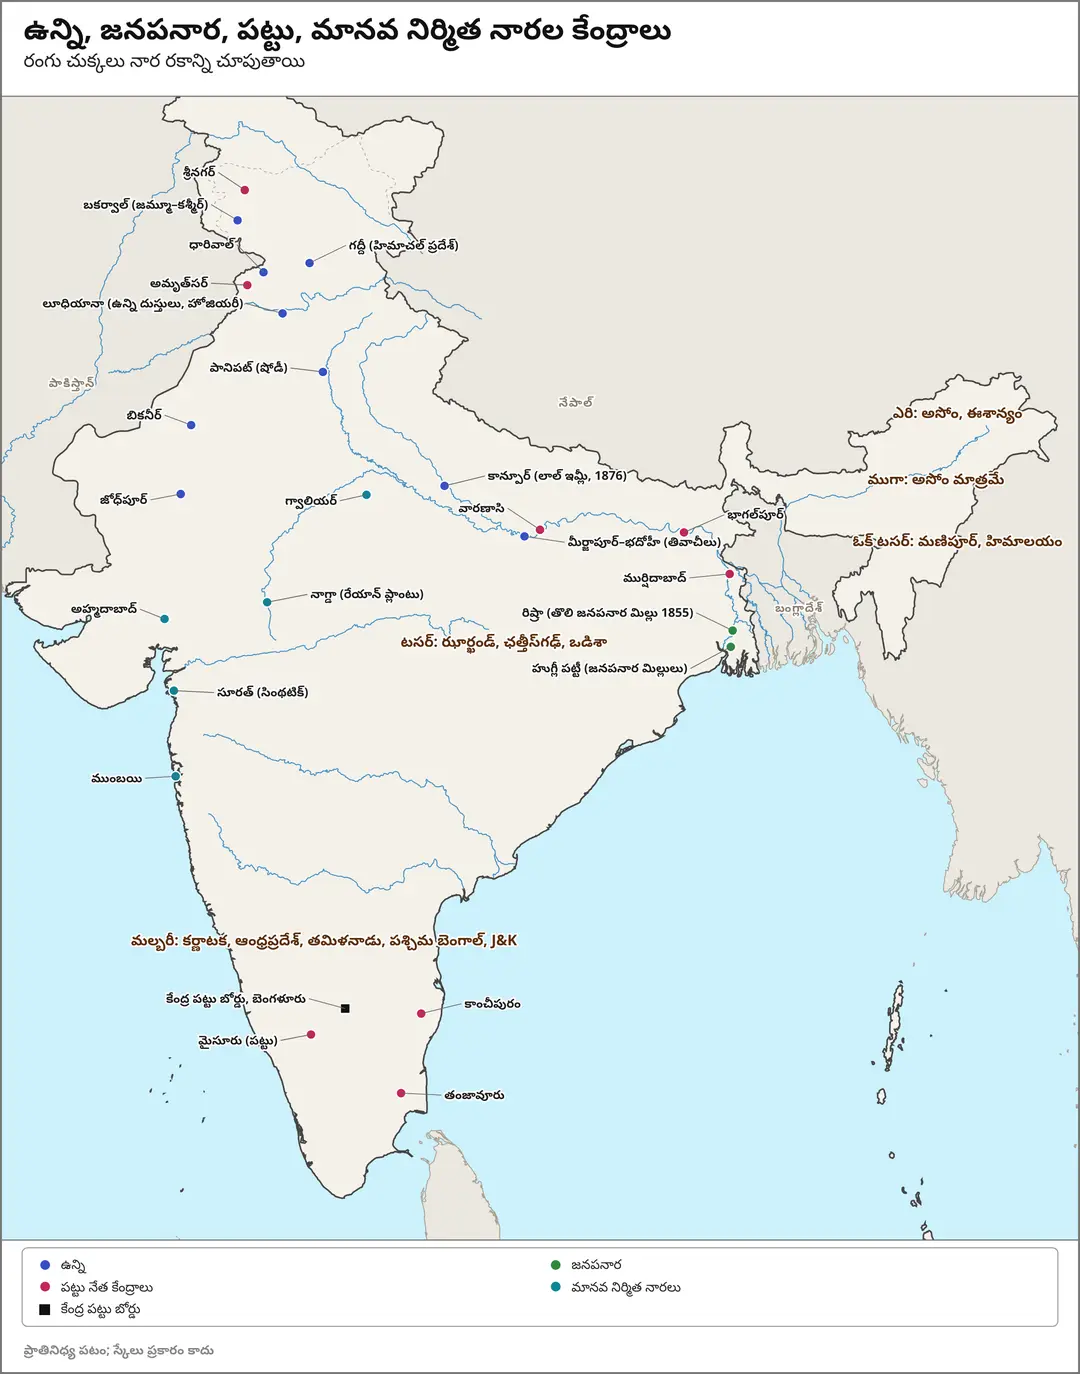 ఉన్ని, జనపనార, పట్టు, మానవ నిర్మిత నారల కేంద్రాలు
రంగు చుక్కలు నార రకాన్ని చూపుతాయి
శ్రీనగర్
బకర్వాల్ (జమ్మూ–కశ్మీర్)
ధారివాల్
గద్దీ (హిమాచల్ ప్రదేశ్)
అమృత్‌సర్
లూధియానా (ఉన్ని దుస్తులు, హోజియరీ)
పానిపట్ (షోడీ)
పాకిస్తాన్
నేపాల్
బికనీర్
ఎరి: అసోం, ఈశాన్యం
కాన్పూర్ (లాల్ ఇమ్లీ, 1876)
ముగా: అసోం మాత్రమే
జోధ్‌పూర్
గ్వాలియర్
వారణాసి
భాగల్‌పూర్
మీర్జాపూర్–భదోహీ (తివాచీలు)
ఓక్ టసర్: మణిపూర్, హిమాలయం
ముర్షిదాబాద్
నాగ్దా (రేయాన్ ప్లాంటు)
అహ్మదాబాద్
రిష్రా (తొలి జనపనార మిల్లు 1855)
బంగ్లాదేశ్
టసర్: ఝార్ఖండ్, ఛత్తీస్‌గఢ్, ఒడిశా
హుగ్లీ పట్టీ (జనపనార మిల్లులు)
సూరత్ (సింథటిక్)
ముంబయి
మల్బరీ: కర్ణాటక, ఆంధ్రప్రదేశ్, తమిళనాడు, పశ్చిమ బెంగాల్, J&K
కేంద్ర పట్టు బోర్డు, బెంగళూరు
కాంచీపురం
మైసూరు (పట్టు)
తంజావూరు
ఉన్ని
జనపనార
పట్టు నేత కేంద్రాలు
మానవ నిర్మిత నారలు
కేంద్ర పట్టు బోర్డు
ప్రాతినిధ్య పటం; స్కేలు ప్రకారం కాదు